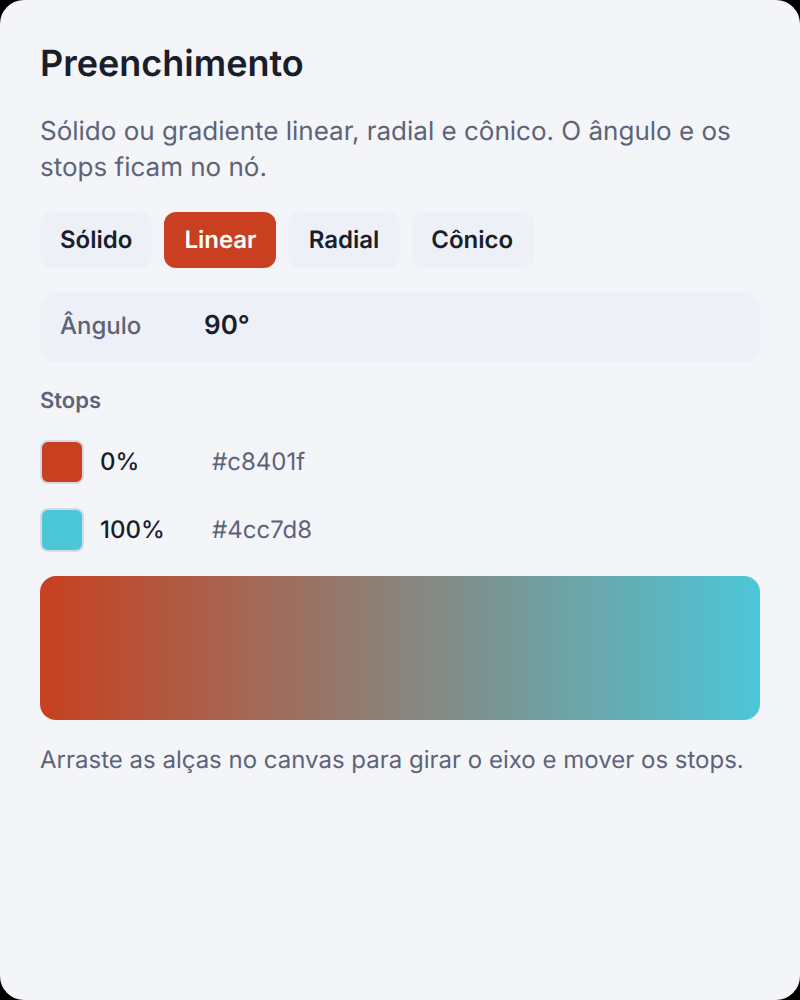 Preenchimento
Sólido ou gradiente linear, radial e cônico. O ângulo e os
stops ficam no nó.
Sólido Linear Radial Cônico
Ângulo 90°
Stops
0% #c8401f
100% #4cc7d8
Arraste as alças no canvas para girar o eixo e mover os stops.